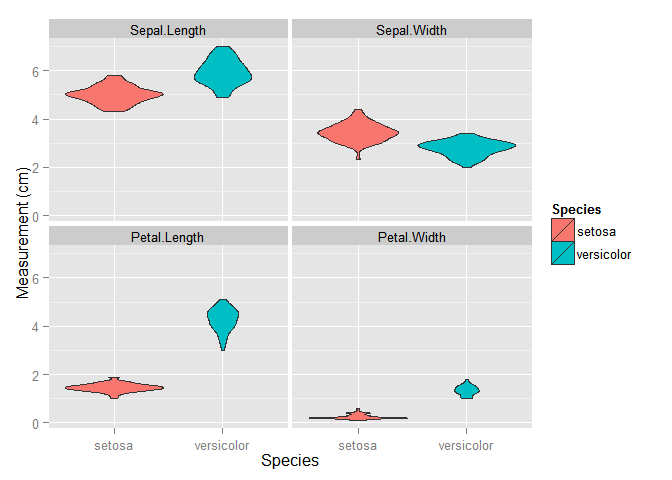 Sepal.Length
Sepal.Width
6
4
2
0
Measurement (cm)
Petal.Length
Petal.Width
6
4
2
0
setosa
versicolor
setosa
versicolor
Species
Species
setosa
versicolor